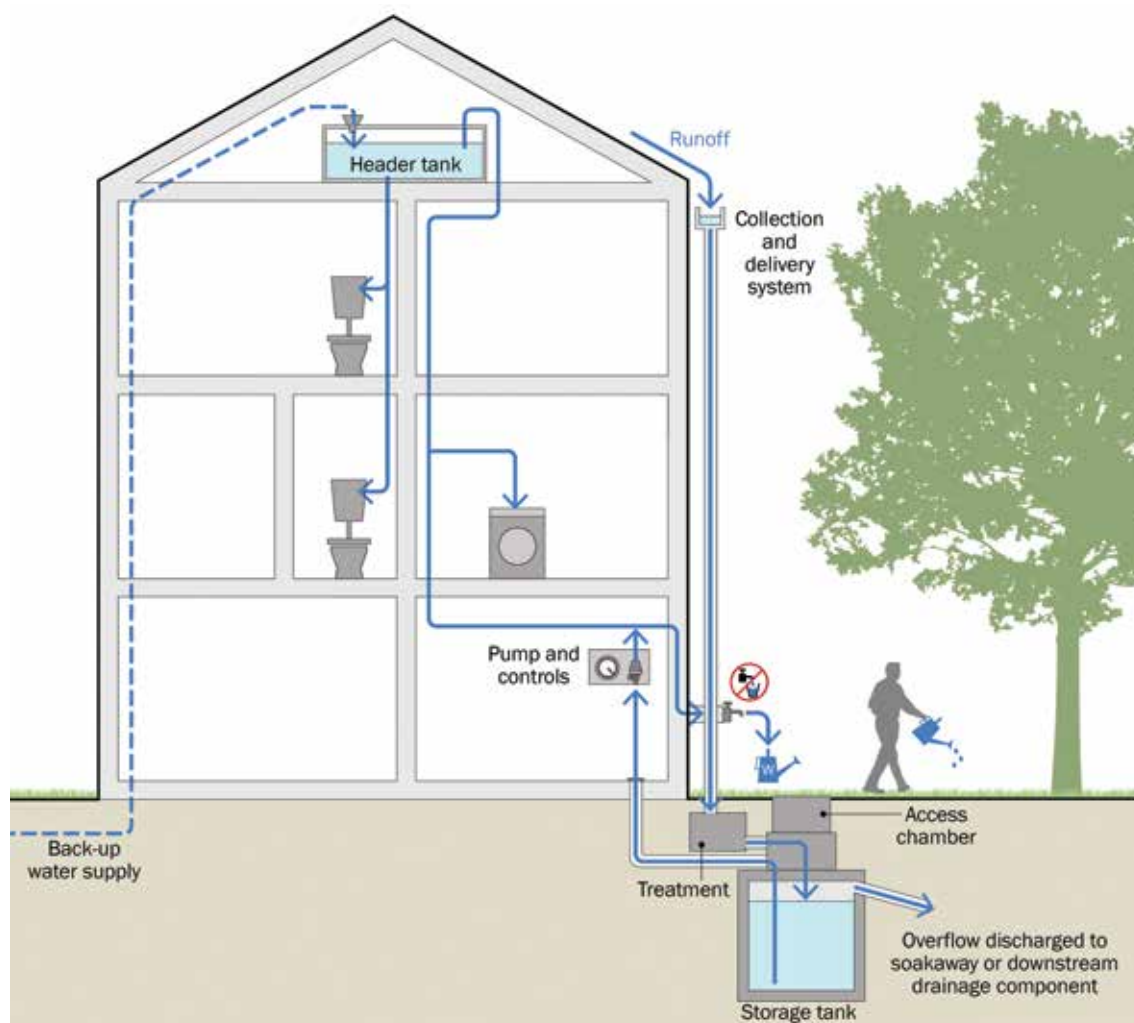 Header tank
Runoff
Collection
and
delivery
system
Pump and
controls
W
Back-up
water supply
Treatment
Access
chamber
Overflow discharged to
soakaway or downstream
drainage component
Storage tank